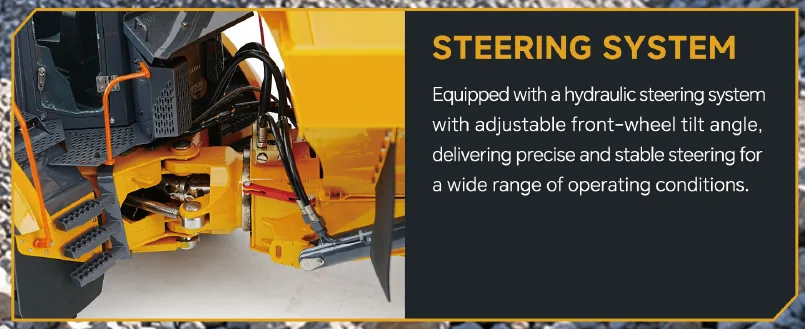 STEERING SYSTEM
Equipped with a hydraulic steering system
with adjustable front-wheel tilt angle,
delivering precise and stable steering for
a wide range of operating conditions.